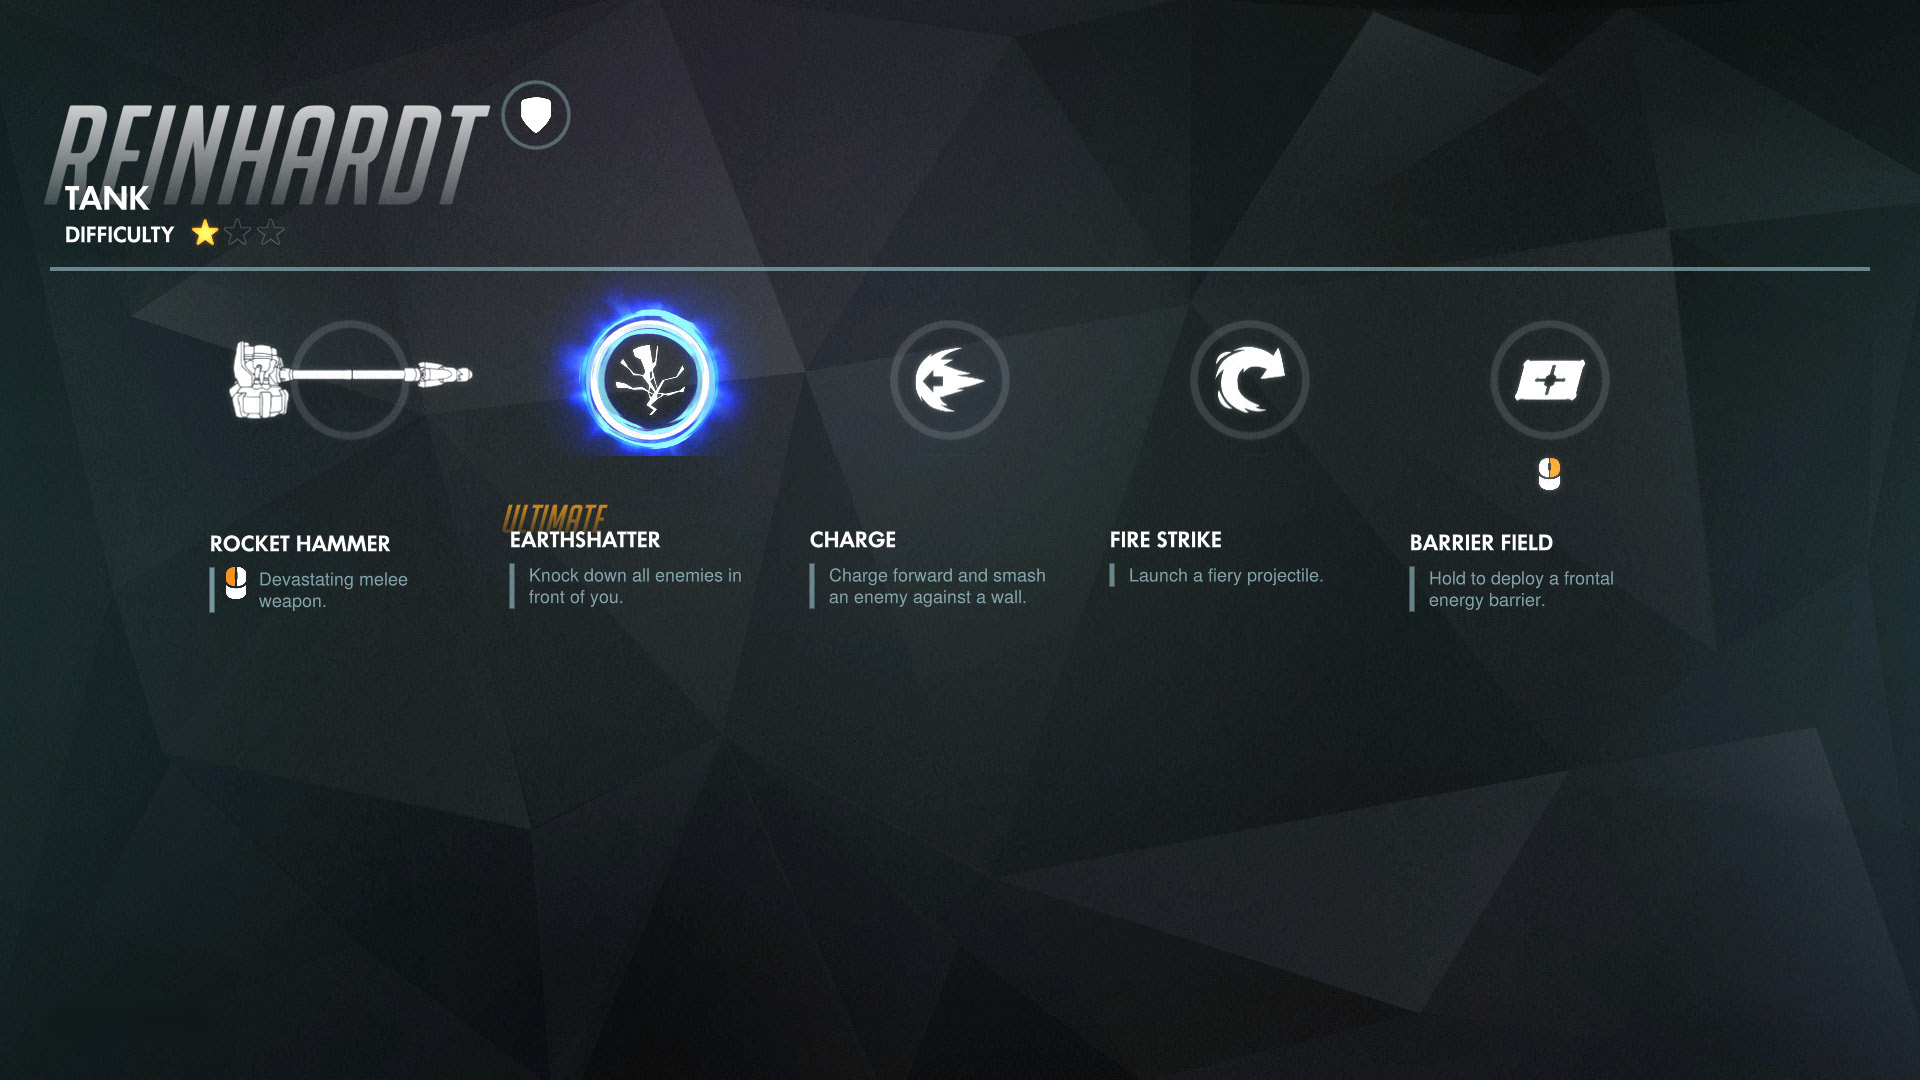 REINHARDT
TANK
DIFFICULTY
ROCKET HAMMER
Devastating melee
weapon.
ULTIMATE
EARTHSHATTER
Knock down all enemies in
front of you.
CHARGE
Charge forward and smash
an enemy against a wall.
FIRE STRIKE
Launch a fiery projectile.
BARRIER FIELD
Hold to deploy a frontal
energy barrier.